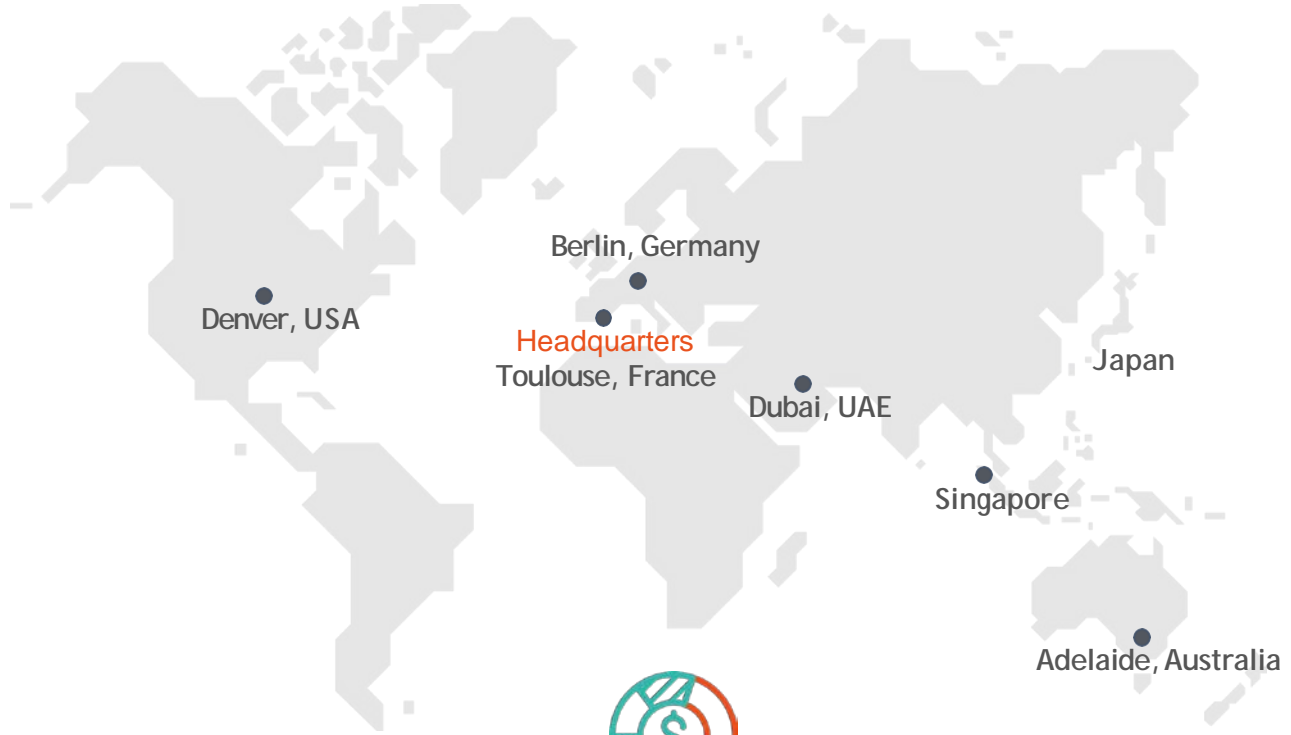 Berlin, Germany
Denver, USA
Headquarters
Toulouse, France
Japan
Dubai, UAE
Singapore
Adelaide, Australia
$